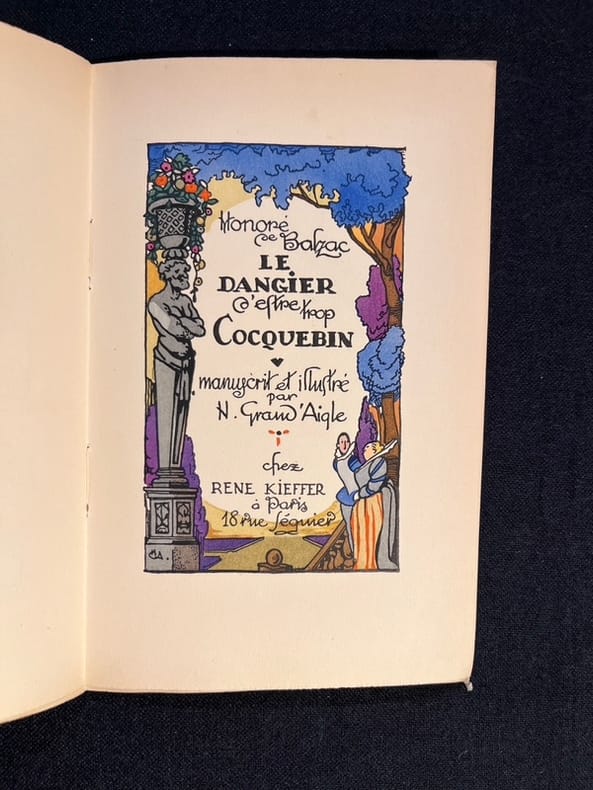 Honoré
de Balzac
LE
DANGIER
d'estre trop
COCQUEBIN
manuscrit et illustré
par
H. Grand'Aigle
chez
RENE KIEFFER
à Paris
18 rue Séguier